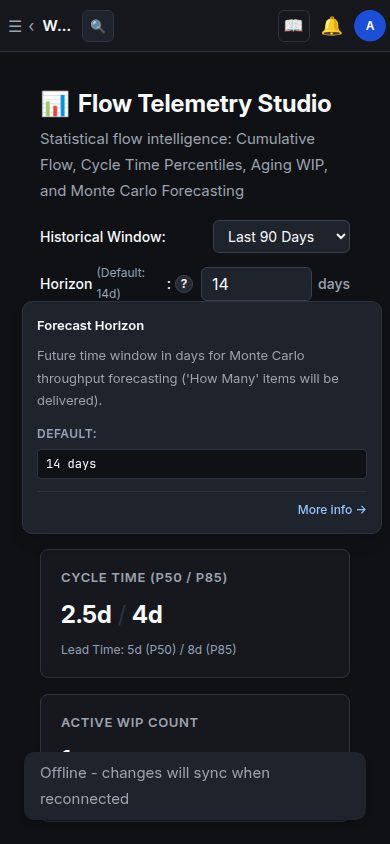 ☰ ‹ W... 🔍 📖 🔔 A
📊 Flow Telemetry Studio
Statistical flow intelligence: Cumulative
Flow, Cycle Time Percentiles, Aging WIP,
and Monte Carlo Forecasting
Historical Window: Last 90 Days
Horizon (Default: 14d) : ? 14 days
Forecast Horizon
Future time window in days for Monte Carlo
throughput forecasting ('How Many' items will be
delivered).
DEFAULT:
14 days
More info →
CYCLE TIME (P50 / P85)
2.5d / 4d
Lead Time: 5d (P50) / 8d (P85)
ACTIVE WIP COUNT
Offline - changes will sync when
reconnected